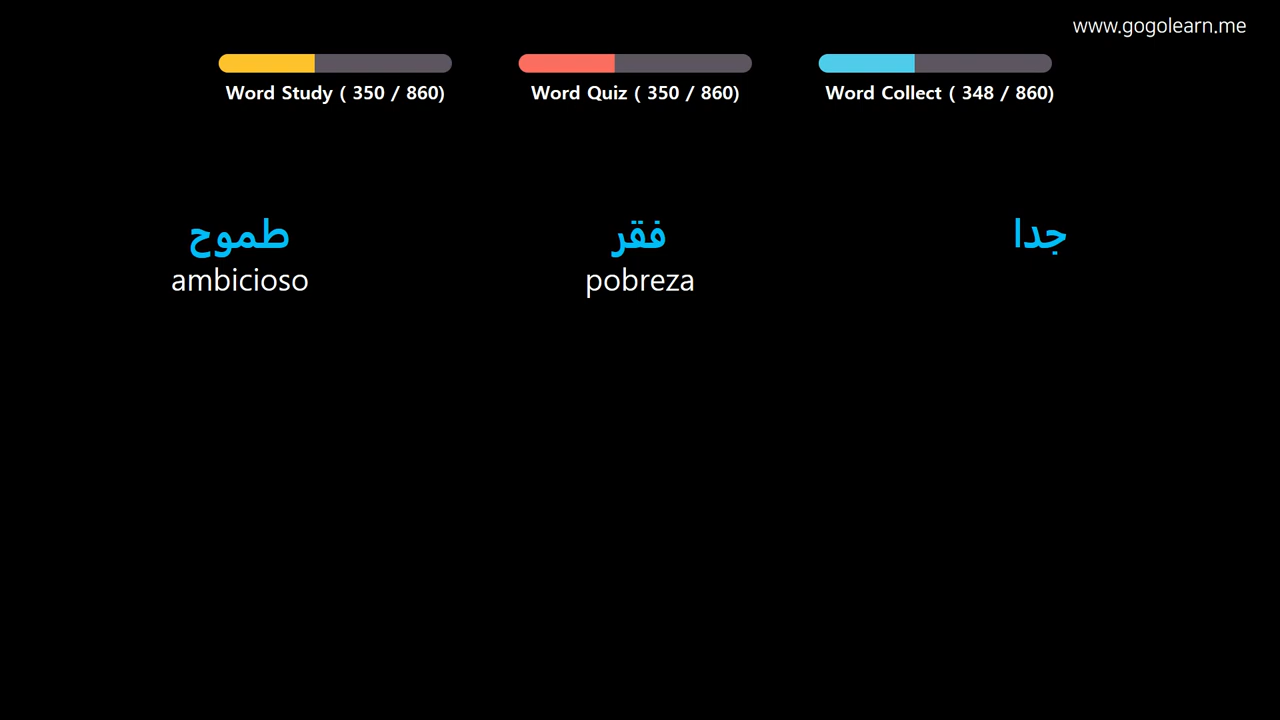 www.gogolearn.me
Word Study ( 350 / 860)
Word Quiz ( 350 / 860)
Word Collect ( 348 / 860)
طموح
ambicioso
فقر
pobreza
جدا